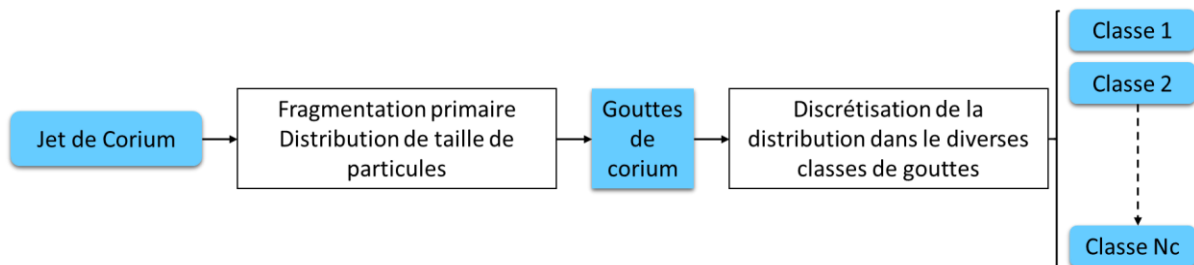 Jet de Corium
Fragmentation primaire
Distribution de taille de
particules
Gouttes
de
corium
Discrétisation de la
distribution dans le diverses
classes de gouttes
Classe 1
Classe 2
Classe Nc